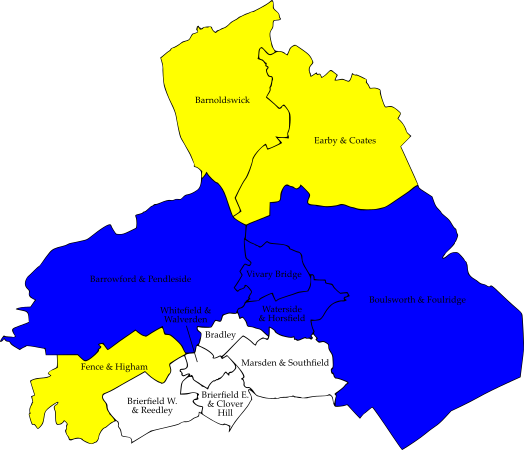 Barnoldswick
Earby & Coates
Barrowford & Pendleside
Vivary Bridge
Boulsworth & Foulridge
Whitefield &
Walverden
Waterside
& Horsfield
Bradley
Fence & Higham
Marsden & Southfield
Brierfield W.
& Reedley
Brierfield E.
& Clover
Hill